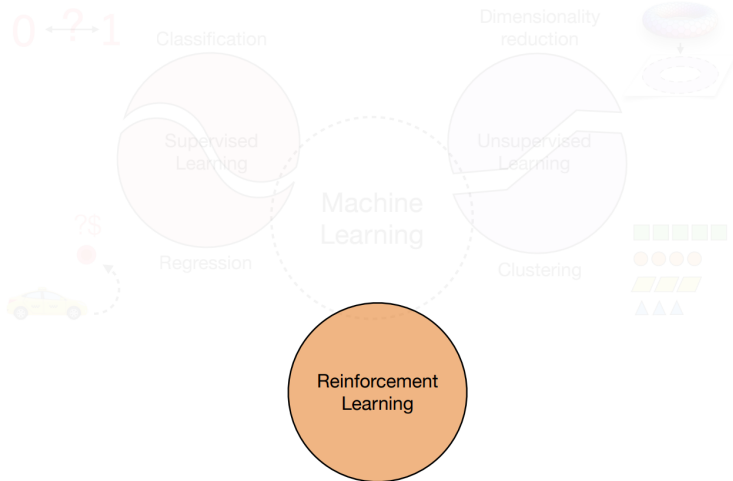 0 ? 1
Classification
Dimensionality
reduction
Supervised
Learning
Unsupervised
Learning
Machine
Learning
?$
Regression
Clustering
Reinforcement
Learning